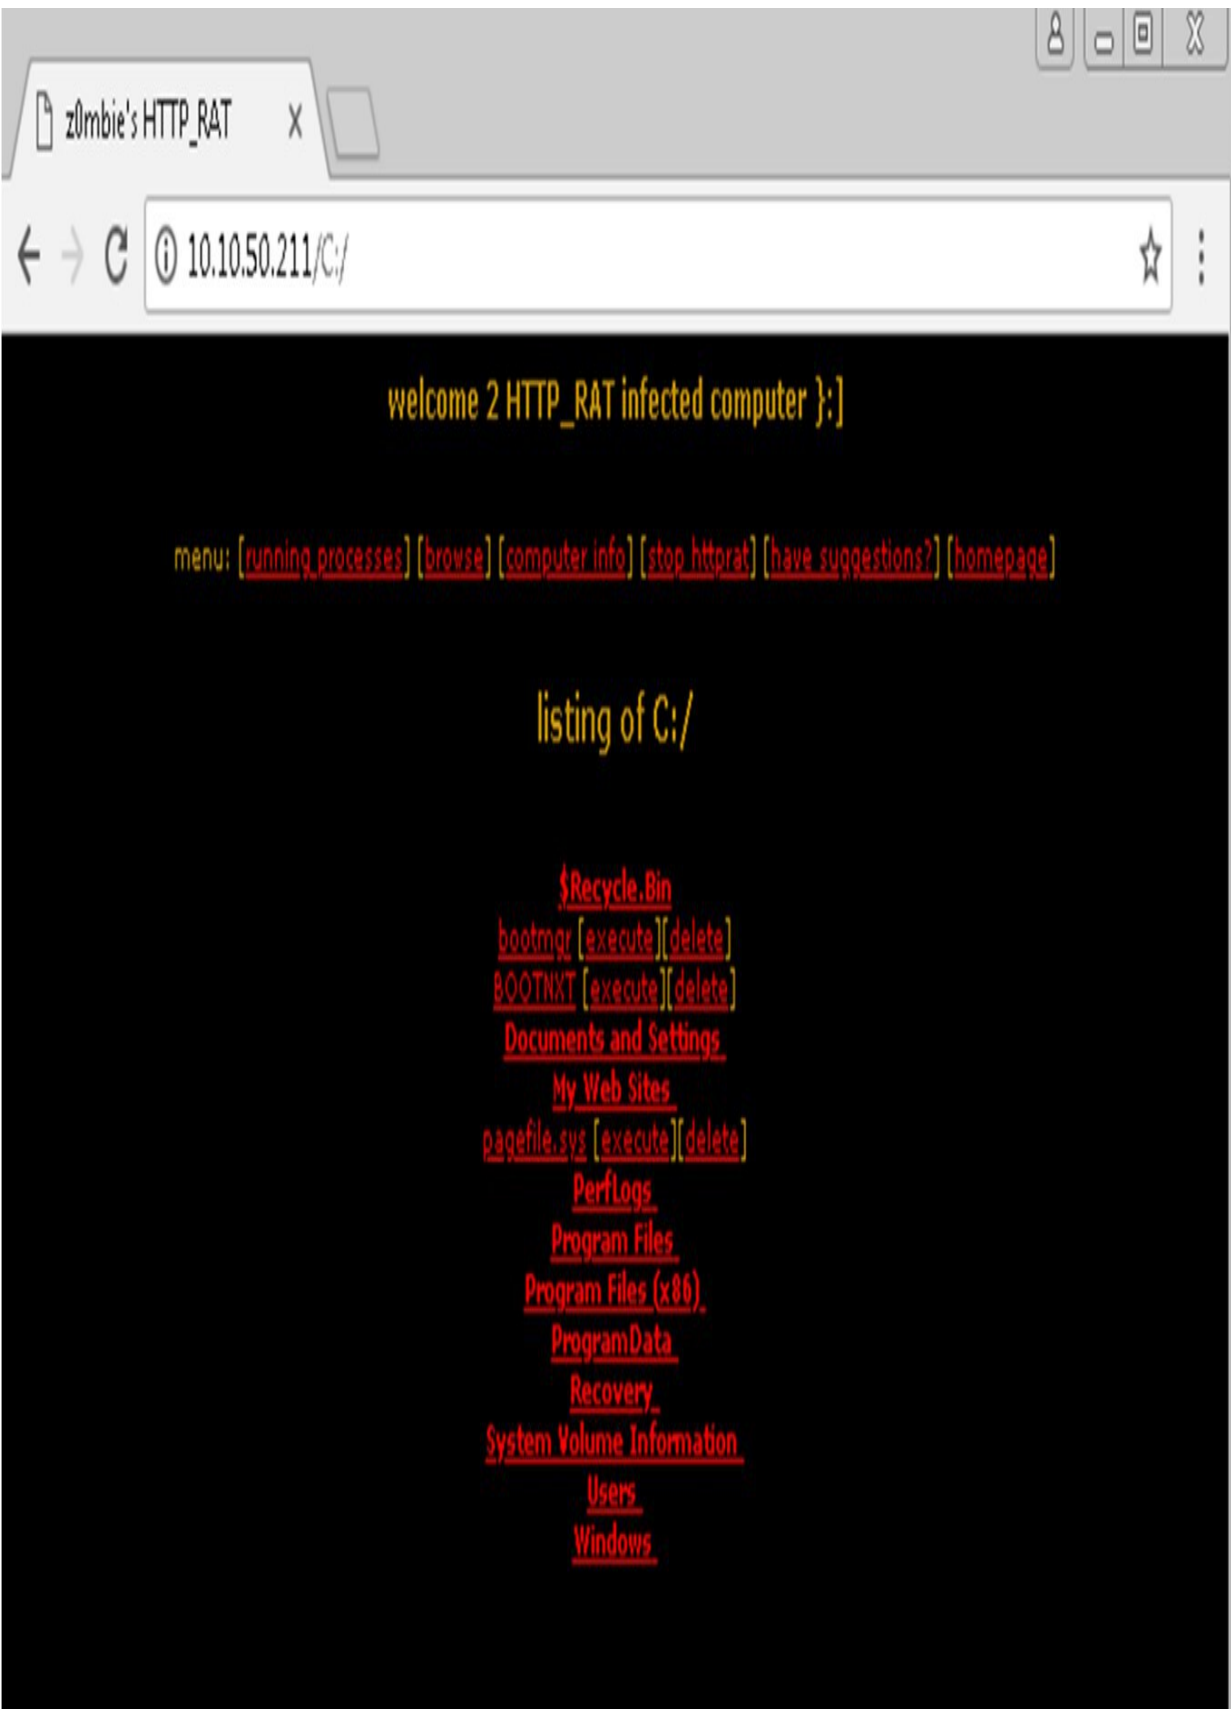 z0mbie's HTTP_RAT
10.10.50.211/C:/
welcome 2 HTTP_RAT infected computer }:]
menu: [running processes] [browse] [computer info] [stop httprat] [have suggestions?] [homepage]
listing of C:/
$Recycle.Bin
bootmgr [execute][delete]
BOOTNXT [execute][delete]
Documents and Settings
My Web Sites
pagefile.sys [execute][delete]
PerfLogs
Program Files
Program Files (x86)
ProgramData
Recovery
System Volume Information
Users
Windows